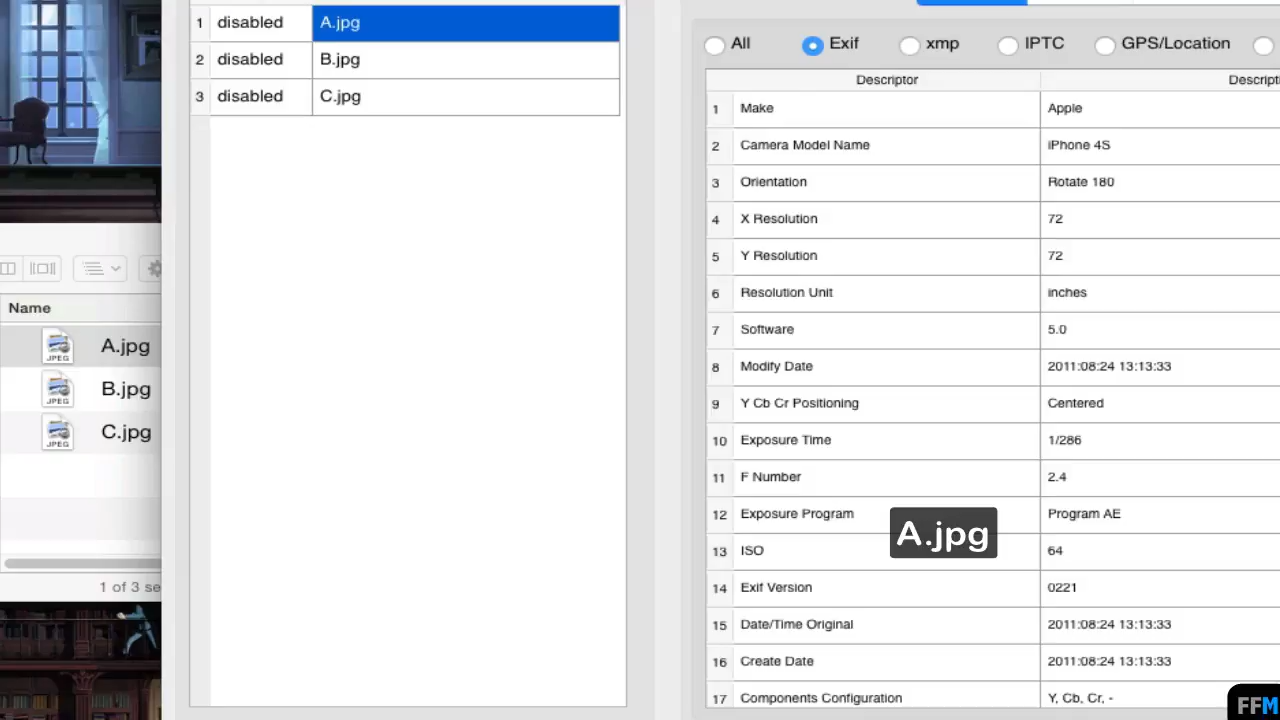 1 disabled A.jpg
2 disabled B.jpg
3 disabled C.jpg
Name
JPEG A.jpg
JPEG B.jpg
JPEG C.jpg
1 of 3 se
All Exif xmp IPTC GPS/Location
Descriptor Descripti
1 Make Apple
2 Camera Model Name iPhone 4S
3 Orientation Rotate 180
4 X Resolution 72
5 Y Resolution 72
6 Resolution Unit inches
7 Software 5.0
8 Modify Date 2011:08:24 13:13:33
9 Y Cb Cr Positioning Centered
10 Exposure Time 1/286
11 F Number 2.4
12 Exposure Program Program AE
13 ISO 64
14 Exif Version 0221
15 Date/Time Original 2011:08:24 13:13:33
16 Create Date 2011:08:24 13:13:33
17 Components Configuration Y, Cb, Cr, -
A.jpg
FFM